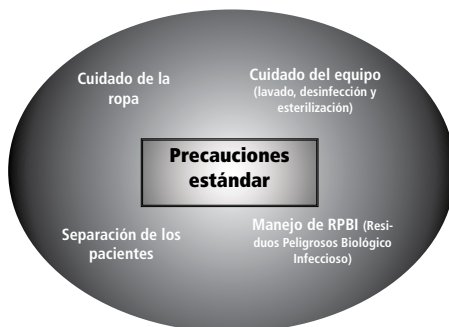 Cuidado de la
ropa
Cuidado del equipo
(lavado, desinfección y
esterilización)
Precauciones
estándar
Separación de los
pacientes
Manejo de RPBI (Resi-
duos Peligrosos Biológico
Infeccioso)